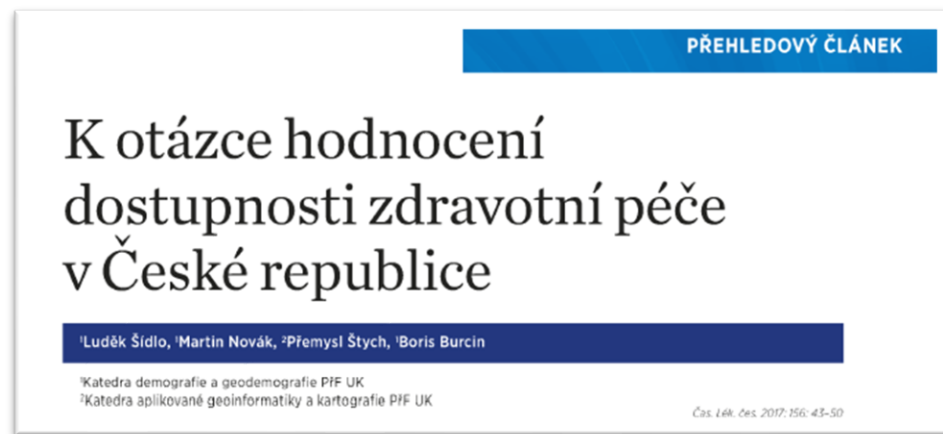 PŘEHLEDOVÝ ČLÁNEK
K otázce hodnocení
dostupnosti zdravotní péče
v České republice
¹Luděk Šídlo, ¹Martin Novák, ²Přemysl Štych, ¹Boris Burcin
¹Katedra demografie a geodemografie PřF UK
²Katedra aplikované geoinformatiky a kartografie PřF UK
Čas. Lék. čes. 2017; 156: 43–50